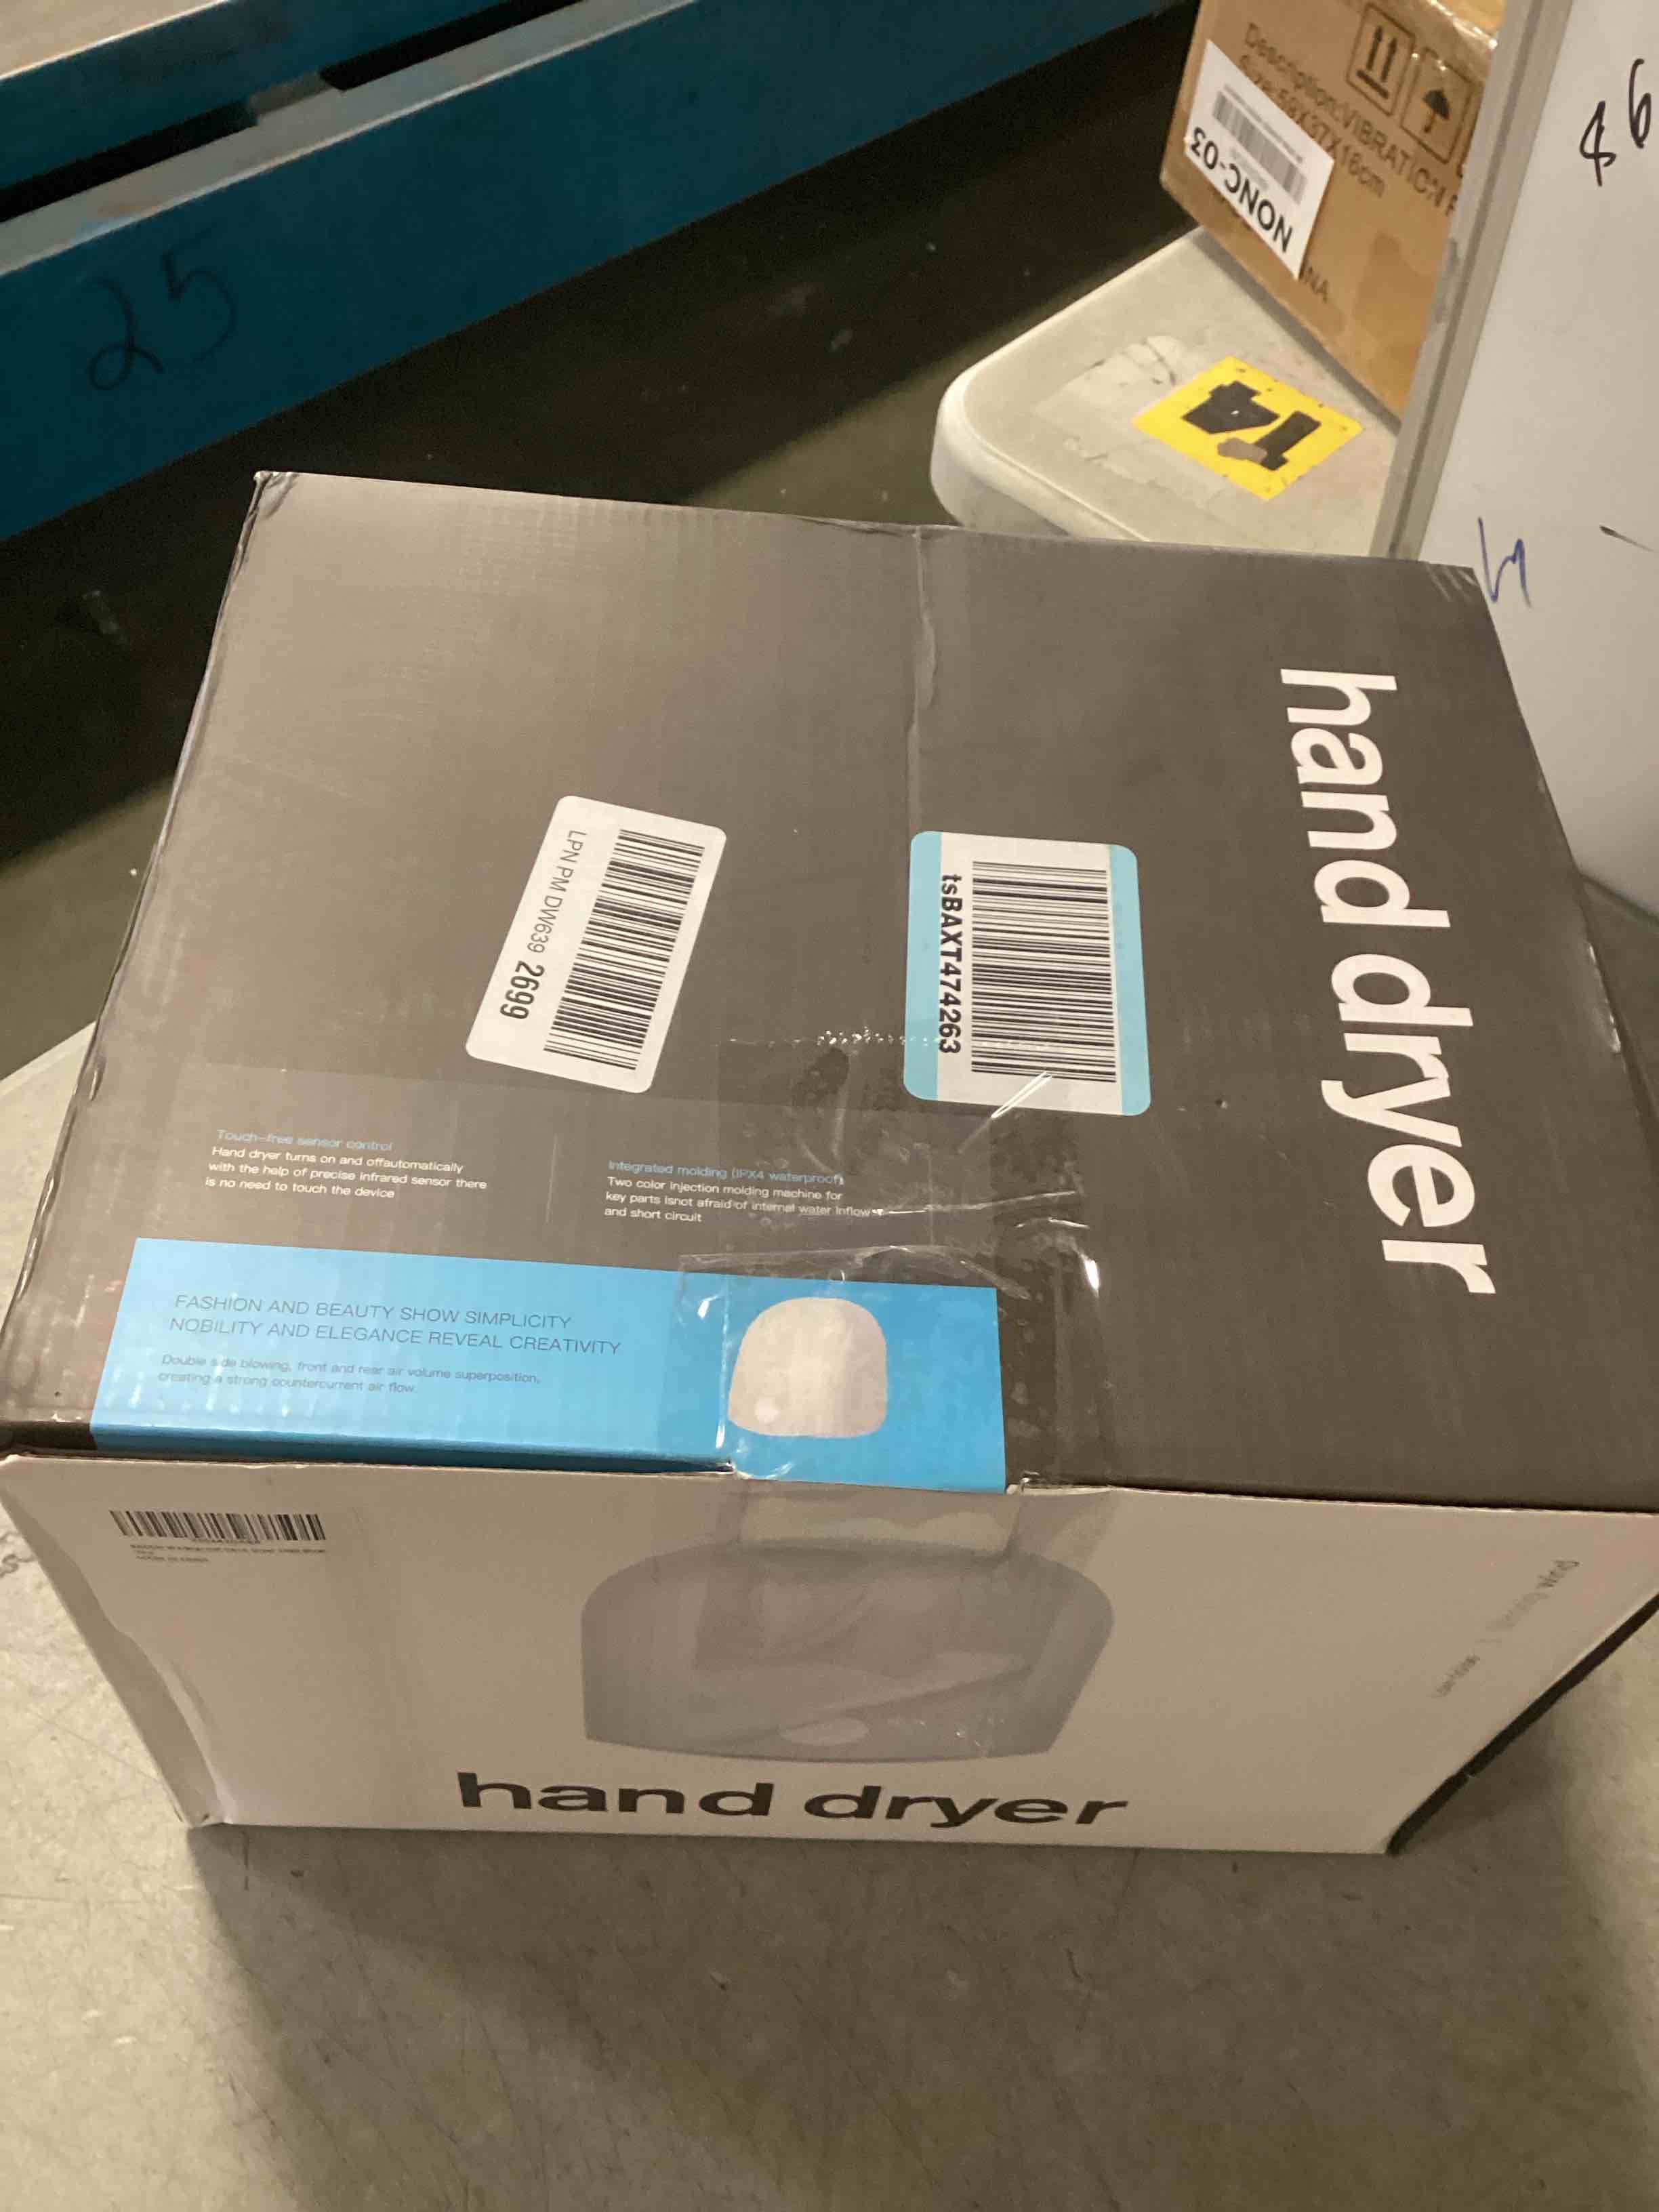 25
Description:VIBRATION
NONC-03
14
$6
hand dryer
LPN PM DW639 2699
tsBAXT474263
Touch-free sensor control
Hand dryer turns on and offautomatically
with the help of precise infrared sensor there
is no need to touch the device
Integrated molding (IPX4 waterproof)
Two color injection molding machine for
key parts isnot afraid of internal water inflow
and short circuit
FASHION AND BEAUTY SHOW SIMPLICITY
NOBILITY AND ELEGANCE REVEAL CREATIVITY
Double side blowing, front and rear air volume superposition,
creating a strong countercurrent air flow.
hand dryer